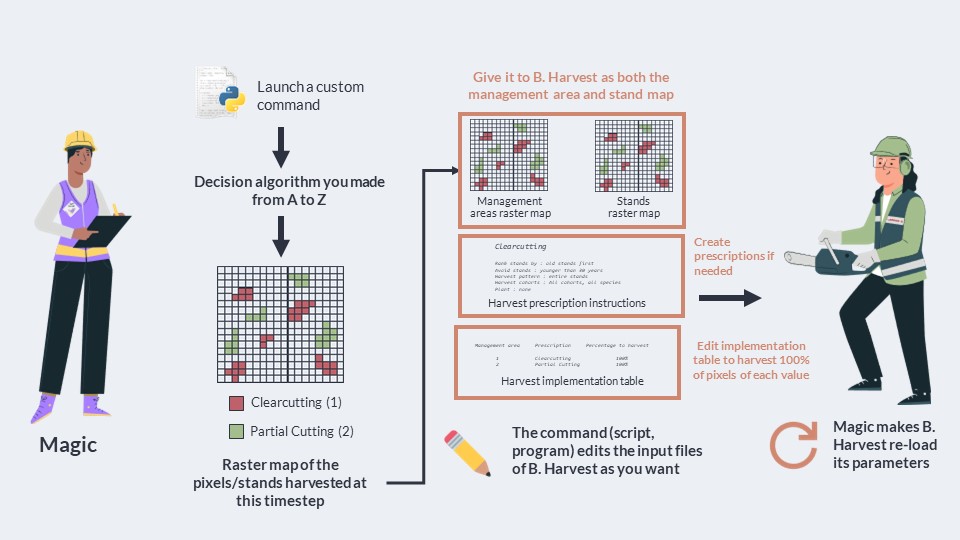 Launch a custom
command
Decision algorithm you made
from A to Z
Clearcutting (1)
Partial Cutting (2)
Raster map of the
pixels/stands harvested at
this timestep
Magic
Give it to B. Harvest as both the
management area and stand map
Management
areas raster map
Stands
raster map
Clearcutting
Rank stands by : old stands first
Avoid stands : younger than 30 years
Harvest pattern : entire stands
Harvest cohorts : All cohorts, all species
Plant : none
Harvest prescription instructions
Management area Prescription Percentage to harvest
1 Clearcutting 100%
2 Partial Cutting 100%
Harvest implementation table
The command (script,
program) edits the input files
of B. Harvest as you want
Create
prescriptions if
needed
Edit implementation
table to harvest 100%
of pixels of each value
Magic makes B.
Harvest re-load
its parameters